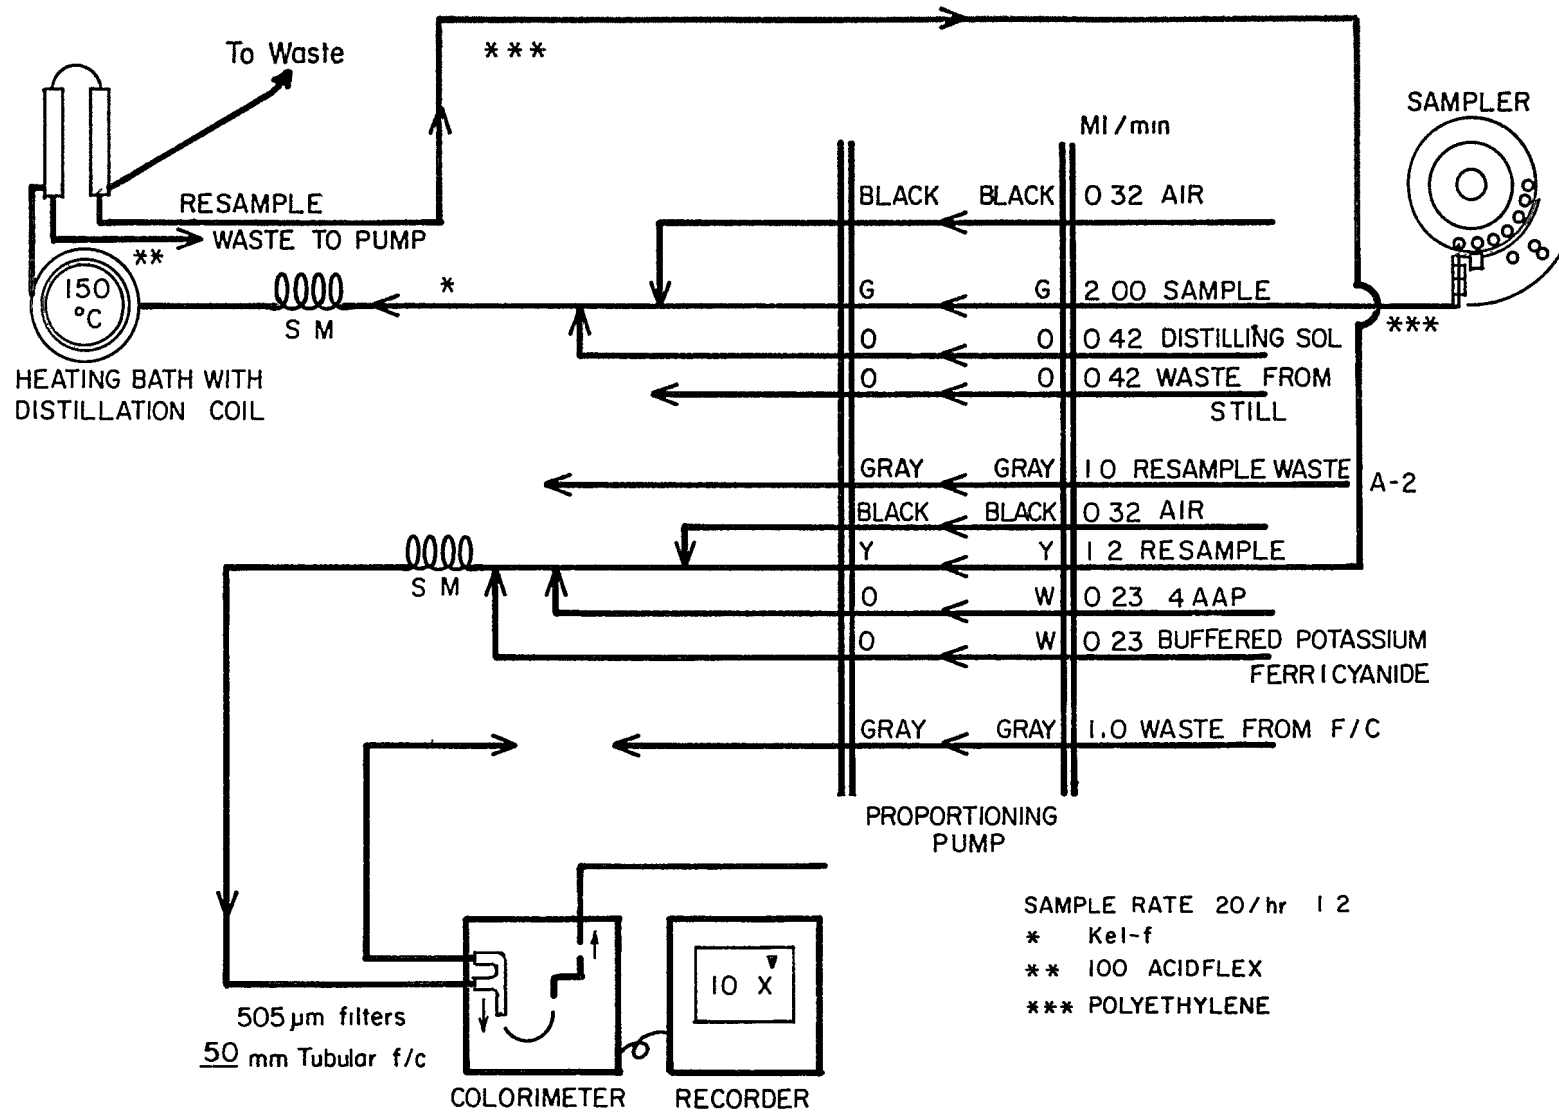 To Waste
***
SAMPLER
Ml/min
BLACK BLACK 0 32 AIR
RESAMPLE
WASTE TO PUMP
**
150
°C
*
G G 2 00 SAMPLE
***
S M
O O 0 42 DISTILLING SOL
HEATING BATH WITH
DISTILLATION COIL
O O 0 42 WASTE FROM
STILL
GRAY GRAY 1 0 RESAMPLE WASTE
A-2
BLACK BLACK 0 32 AIR
Y Y 1 2 RESAMPLE
S M
O W 0 23 4 AAP
O W 0 23 BUFFERED POTASSIUM
FERRICYANIDE
GRAY GRAY 1.0 WASTE FROM F/C
PROPORTIONING
PUMP
SAMPLE RATE 20/hr 1 2
* Kel-f
** 100 ACIDFLEX
*** POLYETHYLENE
10 X
505 µm filters
50 mm Tubular f/c
COLORIMETER
RECORDER